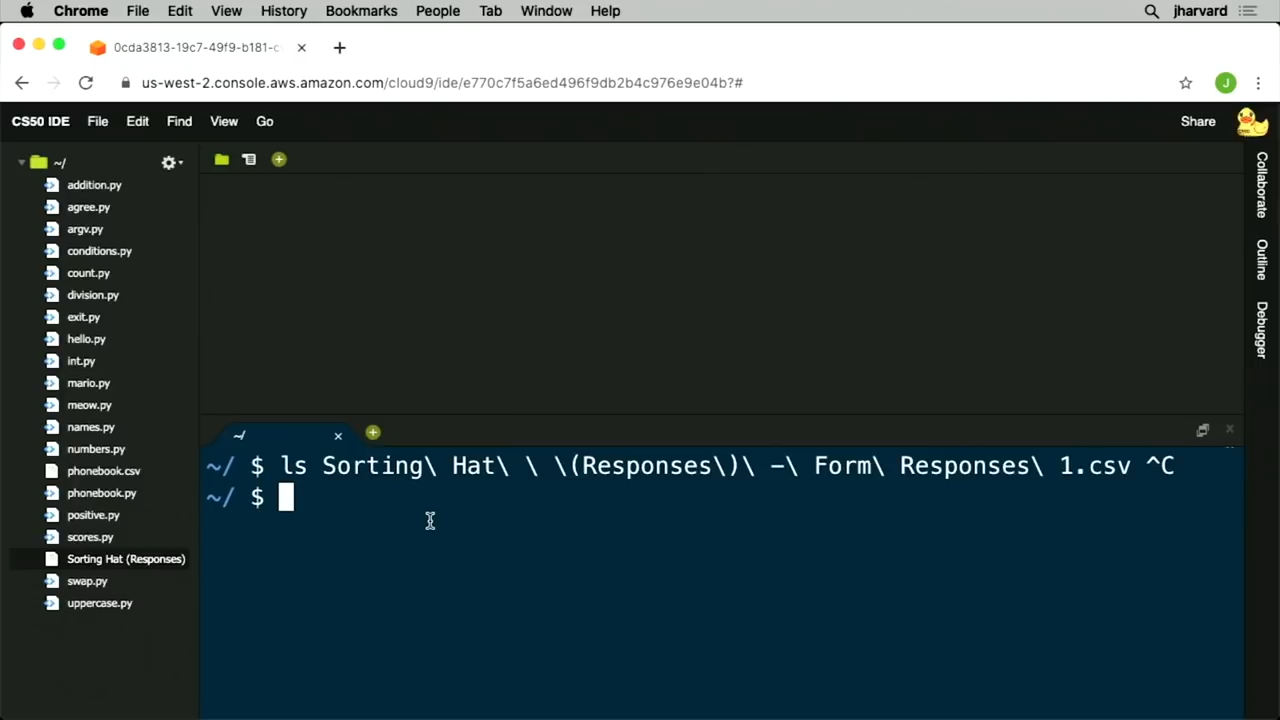 Chrome File Edit View History Bookmarks People Tab Window Help jharvard
0cda3813-19c7-49f9-b181-c
us-west-2.console.aws.amazon.com/cloud9/ide/e770c7f5a6ed496f9db2b4c976e9e04b?# J
CS50 IDE File Edit Find View Go Share
~/
addition.py
agree.py
argv.py
conditions.py
count.py
division.py
exit.py
hello.py
int.py
mario.py
meow.py
names.py
numbers.py
phonebook.csv
phonebook.py
positive.py
scores.py
Sorting Hat (Responses)
swap.py
uppercase.py
~/
~/ $ ls Sorting\ Hat\ \ \(Responses\)\ -\ Form\ Responses\ 1.csv ^C
~/ $
Collaborate
Outline
Debugger